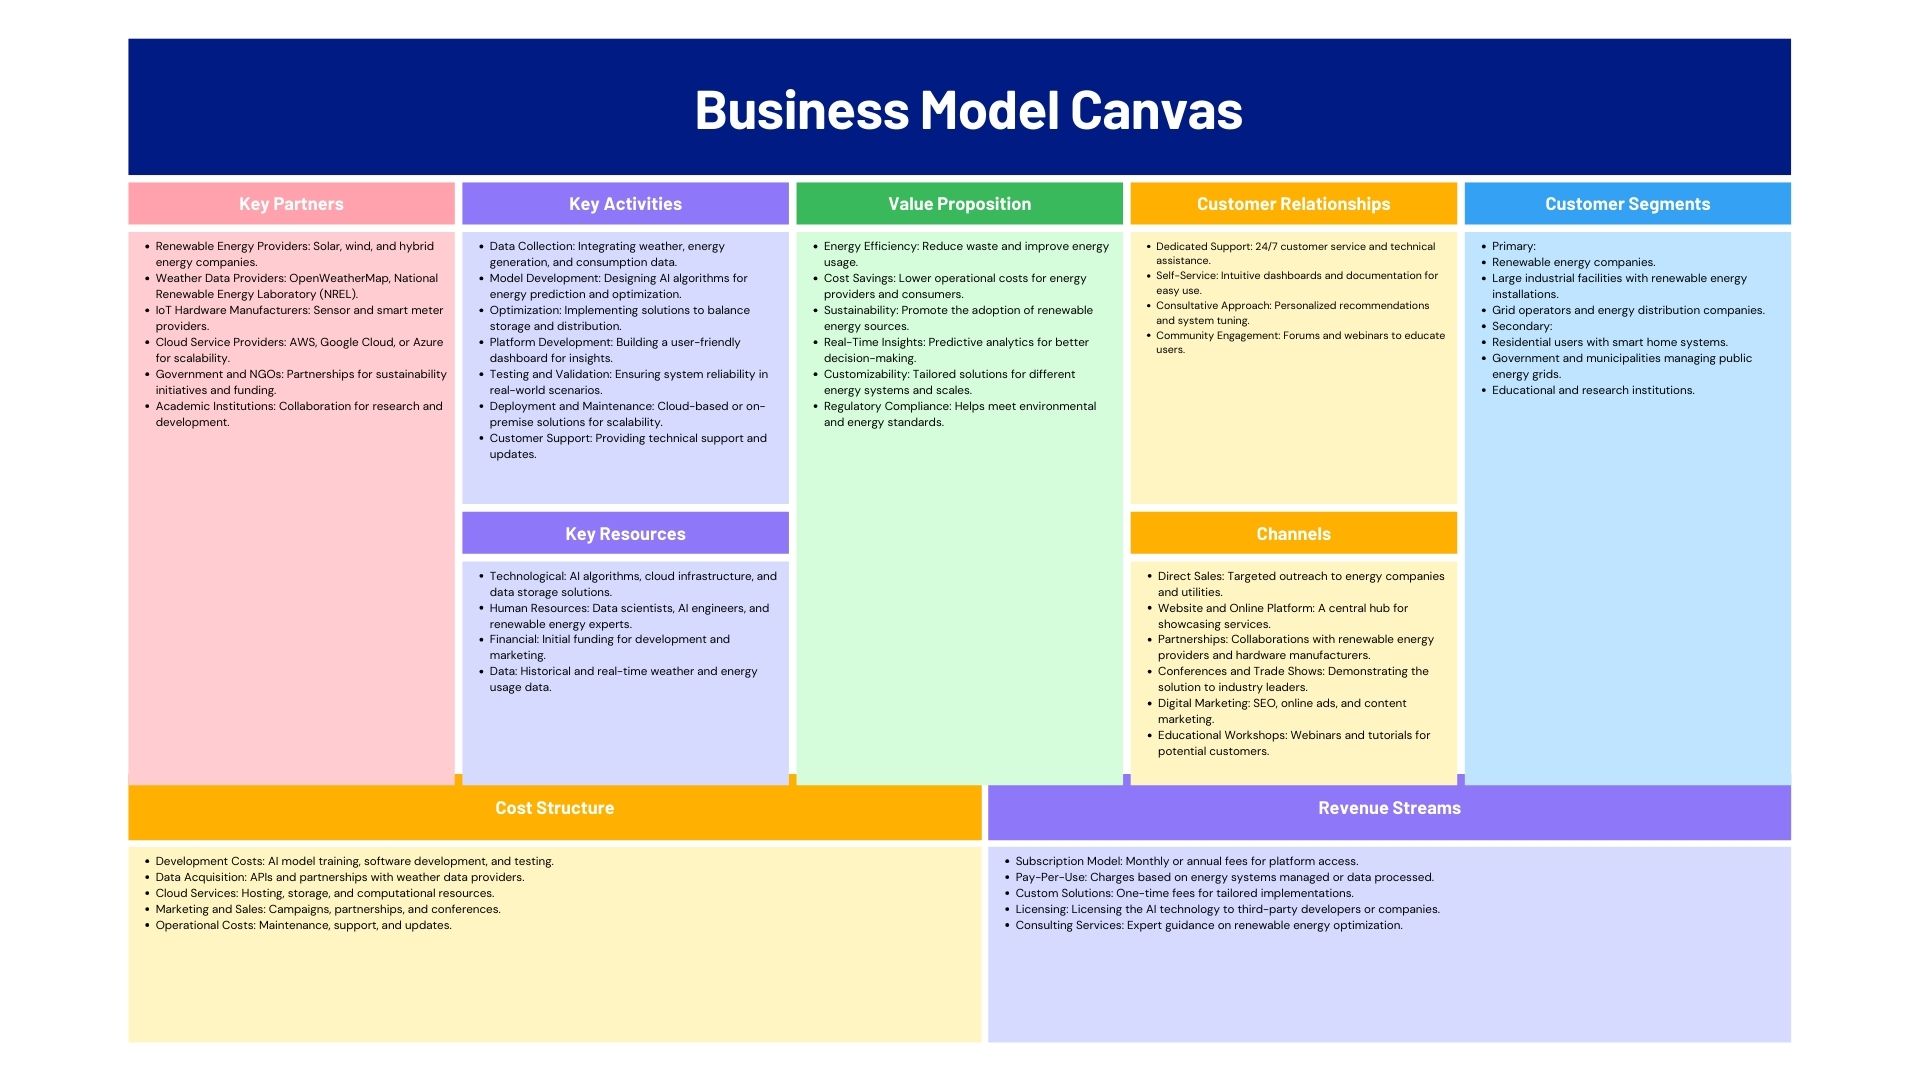 Business Model Canvas
Key Partners
• Renewable Energy Providers: Solar, wind, and hybrid
energy companies.
• Weather Data Providers: OpenWeatherMap, National
Renewable Energy Laboratory (NREL).
• IoT Hardware Manufacturers: Sensor and smart meter
providers.
• Cloud Service Providers: AWS, Google Cloud, or Azure
for scalability.
• Government and NGOs: Partnerships for sustainability
initiatives and funding.
• Academic Institutions: Collaboration for research and
development.
Key Activities
• Data Collection: Integrating weather, energy
generation, and consumption data.
• Model Development: Designing AI algorithms for
energy prediction and optimization.
• Optimization: Implementing solutions to balance
storage and distribution.
• Platform Development: Building a user-friendly
dashboard for insights.
• Testing and Validation: Ensuring system reliability in
real-world scenarios.
• Deployment and Maintenance: Cloud-based or on-
premise solutions for scalability.
• Customer Support: Providing technical support and
updates.
Key Resources
• Technological: AI algorithms, cloud infrastructure, and
data storage solutions.
• Human Resources: Data scientists, AI engineers, and
renewable energy experts.
• Financial: Initial funding for development and
marketing.
• Data: Historical and real-time weather and energy
usage data.
Value Proposition
• Energy Efficiency: Reduce waste and improve energy
usage.
• Cost Savings: Lower operational costs for energy
providers and consumers.
• Sustainability: Promote the adoption of renewable
energy sources.
• Real-Time Insights: Predictive analytics for better
decision-making.
• Customizability: Tailored solutions for different
energy systems and scales.
• Regulatory Compliance: Helps meet environmental
and energy standards.
Customer Relationships
• Dedicated Support: 24/7 customer service and technical
assistance.
• Self-Service: Intuitive dashboards and documentation for
easy use.
• Consultative Approach: Personalized recommendations
and system tuning.
• Community Engagement: Forums and webinars to educate
users.
Channels
• Direct Sales: Targeted outreach to energy companies
and utilities.
• Website and Online Platform: A central hub for
showcasing services.
• Partnerships: Collaborations with renewable energy
providers and hardware manufacturers.
• Conferences and Trade Shows: Demonstrating the
solution to industry leaders.
• Digital Marketing: SEO, online ads, and content
marketing.
• Educational Workshops: Webinars and tutorials for
potential customers.
Customer Segments
• Primary:
• Renewable energy companies.
• Large industrial facilities with renewable energy
installations.
• Grid operators and energy distribution companies.
• Secondary:
• Residential users with smart home systems.
• Government and municipalities managing public
energy grids.
• Educational and research institutions.
Cost Structure
• Development Costs: AI model training, software development, and testing.
• Data Acquisition: APIs and partnerships with weather data providers.
• Cloud Services: Hosting, storage, and computational resources.
• Marketing and Sales: Campaigns, partnerships, and conferences.
• Operational Costs: Maintenance, support, and updates.
Revenue Streams
• Subscription Model: Monthly or annual fees for platform access.
• Pay-Per-Use: Charges based on energy systems managed or data processed.
• Custom Solutions: One-time fees for tailored implementations.
• Licensing: Licensing the AI technology to third-party developers or companies.
• Consulting Services: Expert guidance on renewable energy optimization.